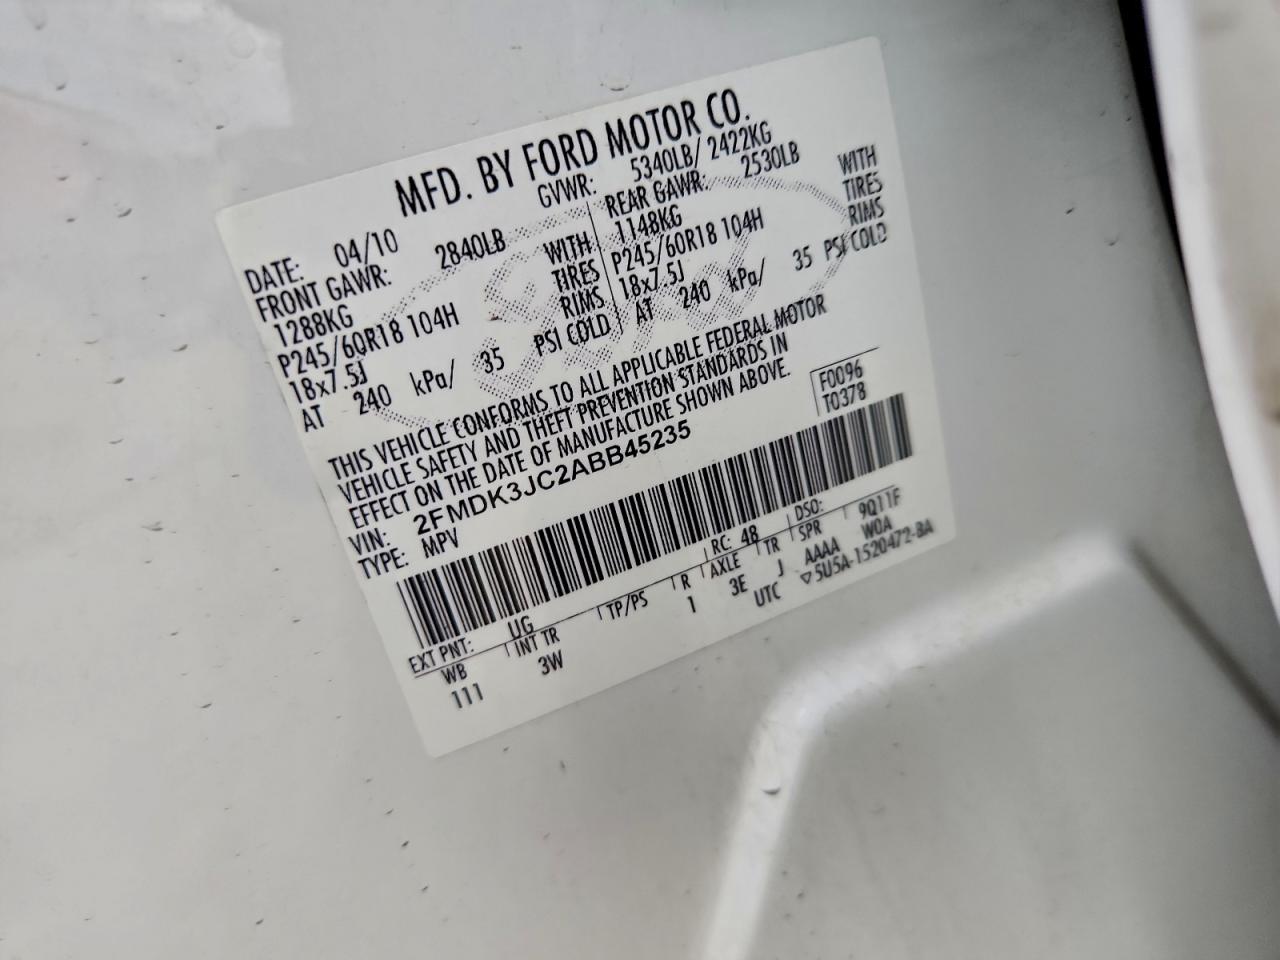 MFD. BY FORD MOTOR CO.
DATE: 04/10 GVWR: 5340LB/ 2422KG
FRONT GAWR: 2840LB REAR GAWR: 2530LB
1288KG WITH 1148KG WITH
P245/60R18 104H TIRES P245/60R18 104H TIRES
18x7.5J RIMS 18x7.5J RIMS
AT 240 kPa/ 35 PSI COLD AT 240 kPa/ 35 PSI COLD
THIS VEHICLE CONFORMS TO ALL APPLICABLE FEDERAL MOTOR
VEHICLE SAFETY AND THEFT PREVENTION STANDARDS IN
EFFECT ON THE DATE OF MANUFACTURE SHOWN ABOVE.
VIN: 2FMDK3JC2ABB45235 F0096
TYPE: MPV T0378
EXT PNT: UG RC: 48 DSO:
WB INT TR TP/PS R AXLE TR SPR 9Q11F
111 3W 1 3E J AAAA W0A
UTC ▽5U5A-1520472-BA